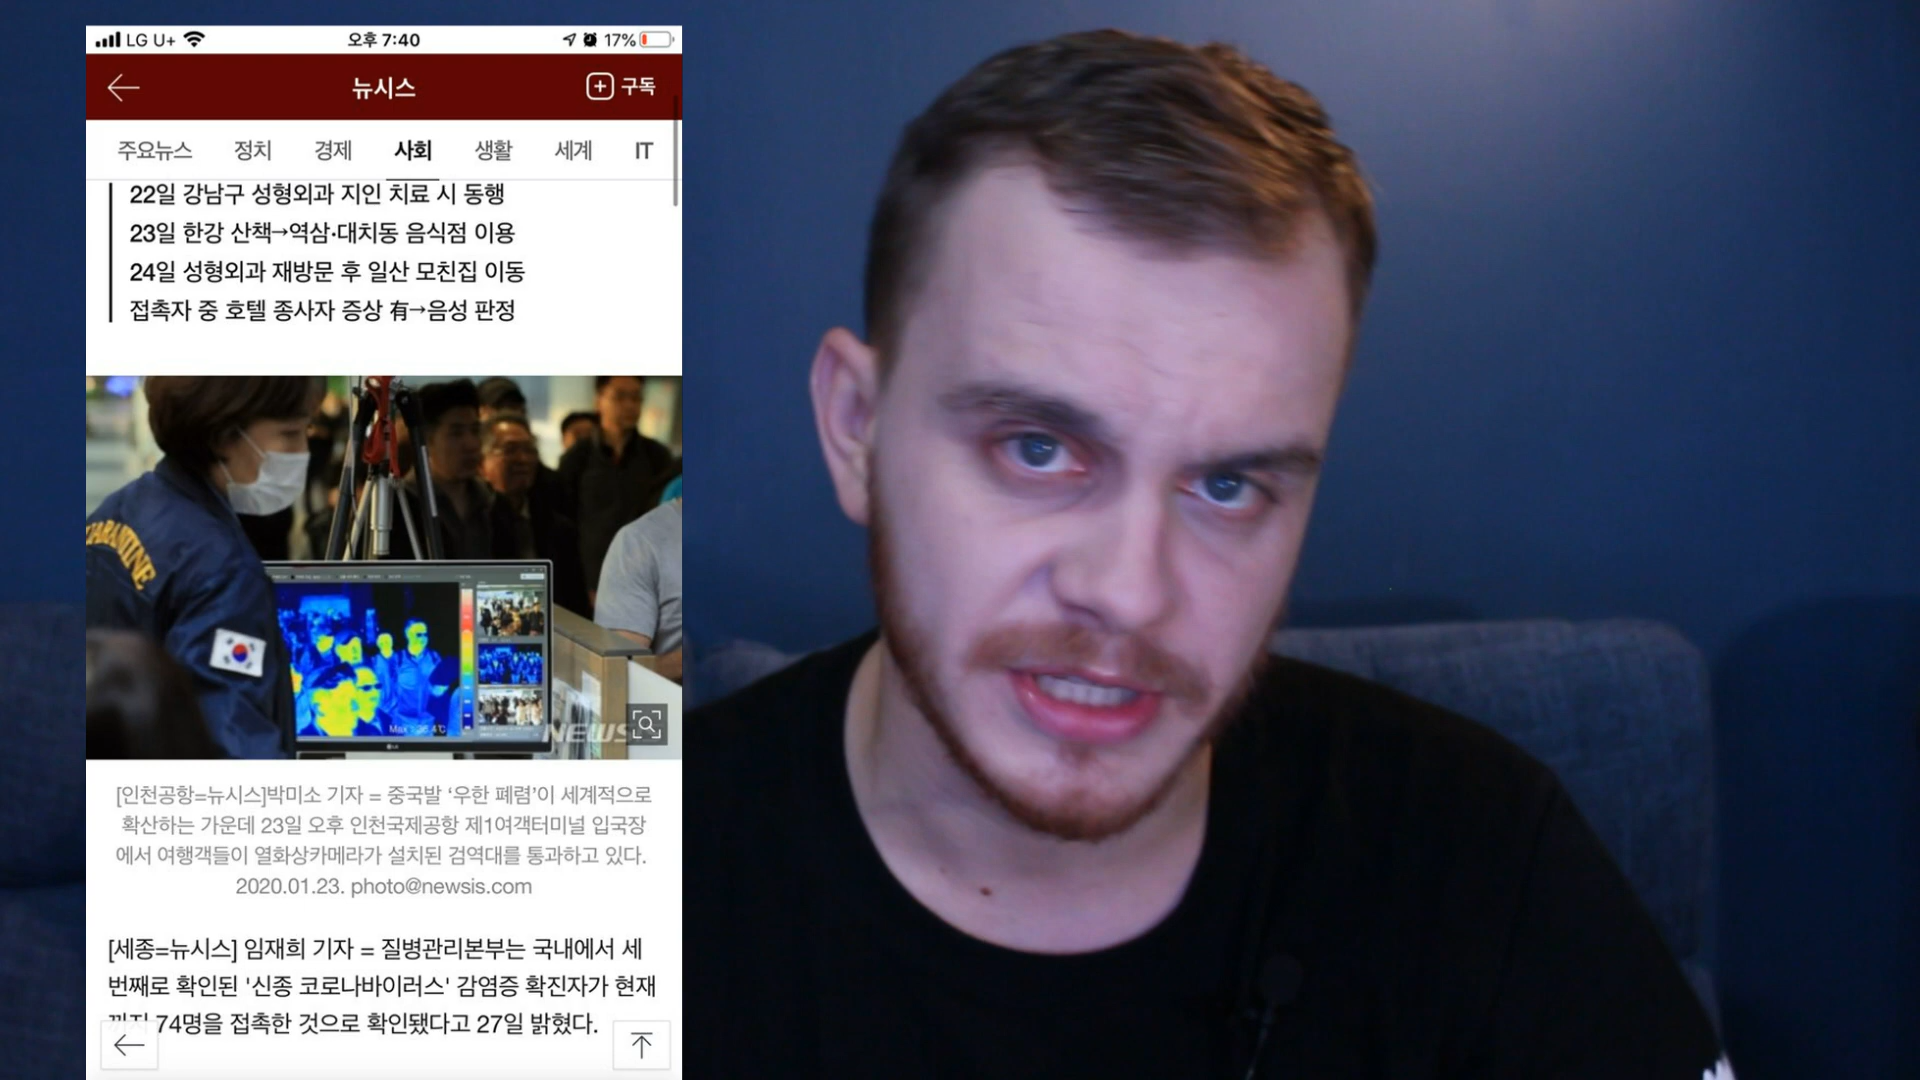 LG U+ 오후 7:40 17%
뉴시스 구독
주요뉴스 정치 경제 사회 생활 세계 IT
22일 강남구 성형외과 지인 치료 시 동행
23일 한강 산책→역삼·대치동 음식점 이용
24일 성형외과 재방문 후 일산 모친집 이동
접촉자 중 호텔 종사자 증상 有→음성 판정
LG
NEWS
[인천공항=뉴시스]박미소 기자 = 중국발 ‘우한 폐렴’이 세계적으로
확산하는 가운데 23일 오후 인천국제공항 제1여객터미널 입국장
에서 여행객들이 열화상카메라가 설치된 검역대를 통과하고 있다.
2020.01.23. photo@newsis.com
[세종=뉴시스] 임재희 기자 = 질병관리본부는 국내에서 세
번째로 확인된 '신종 코로나바이러스' 감염증 확진자가 현재
까지 74명을 접촉한 것으로 확인됐다고 27일 밝혔다.